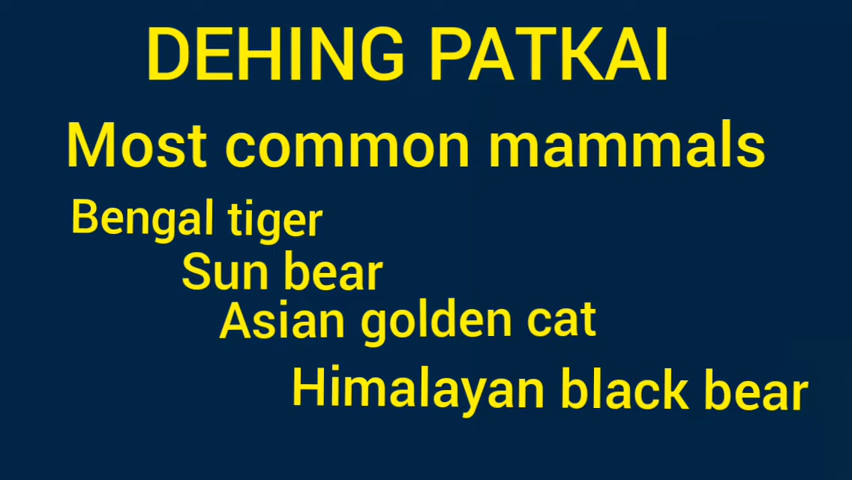 DEHING PATKAI
Most common mammals
Bengal tiger
Sun bear
Asian golden cat
Himalayan black bear